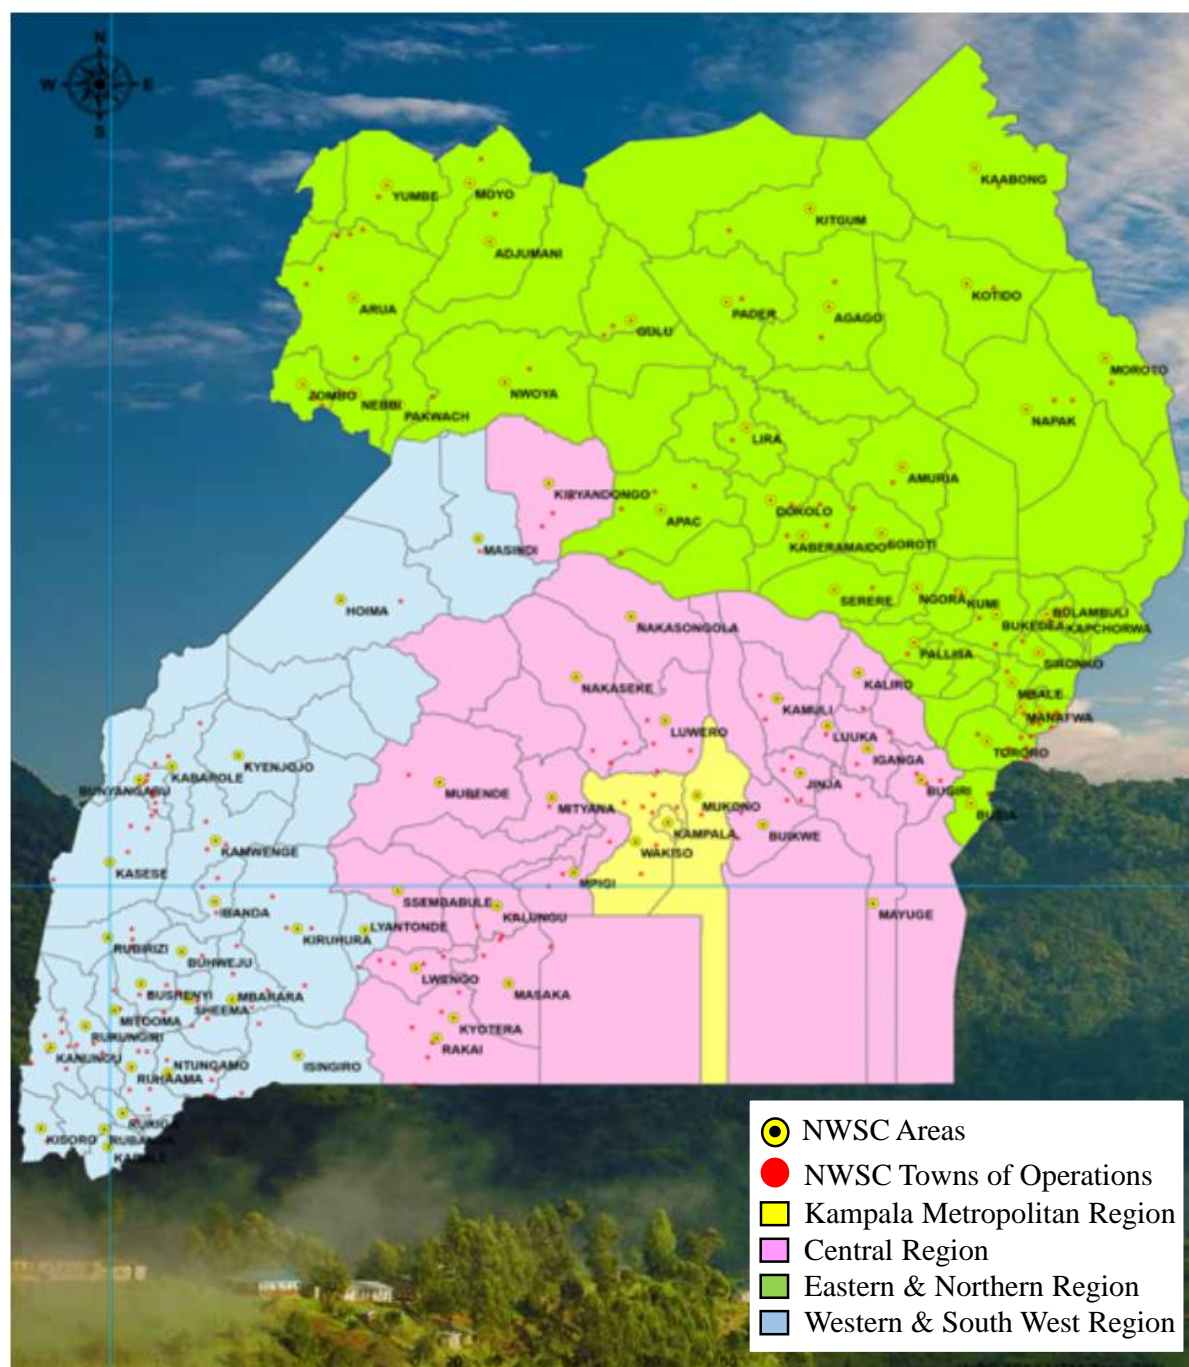 N
W E
S
KAABONG
YUMBE
MOYO
KITGUM
ADJUMANI
KOTIDO
ARUA
PADER
AGAGO
GULU
MOROTO
ZOMBO
NEBBI
NWOYA
PAKWACH
NAPAK
LIRA
AMURIA
KIRYANDONGO
APAC
DOKOLO
MASINDI
KABERAMAIDO
SOROTI
HOIMA
SERERE
NGORA
KUMI
BULAMBULI
NAKASONGOLA
BUKEDEA
KAPCHORWA
PALLISA
SIRONKO
KALIRO
NAKASEKE
MBALE
KAMULI
MANAFWA
LUWERO
LUUKA
TORORO
KYENJOJO
IGANGA
KABAROLE
BUNYANGABU
MUBENDE
JINJA
BUGIRI
MITYANA
MUKONO
BUSIA
KAMPALA
BUIKWE
KAMWENGE
WAKISO
KASESE
MPIGI
SSEMBABULE
IBANDA
KALUNGU
MAYUGE
LYANTONDE
KIRUHURA
RUBIRIZI
BUHWEJU
LWENGO
BUSHENYI
MBARARA
MASAKA
SHEEMA
MITOOMA
KYOTERA
RUKUNGIRI
RAKAI
KANUNGU
NTUNGAMO
ISINGIRO
RUHAAMA
RUKIGA
KISORO
RUBANDA
KABALE
NWSC Areas
NWSC Towns of Operations
Kampala Metropolitan Region
Central Region
Eastern & Northern Region
Western & South West Region